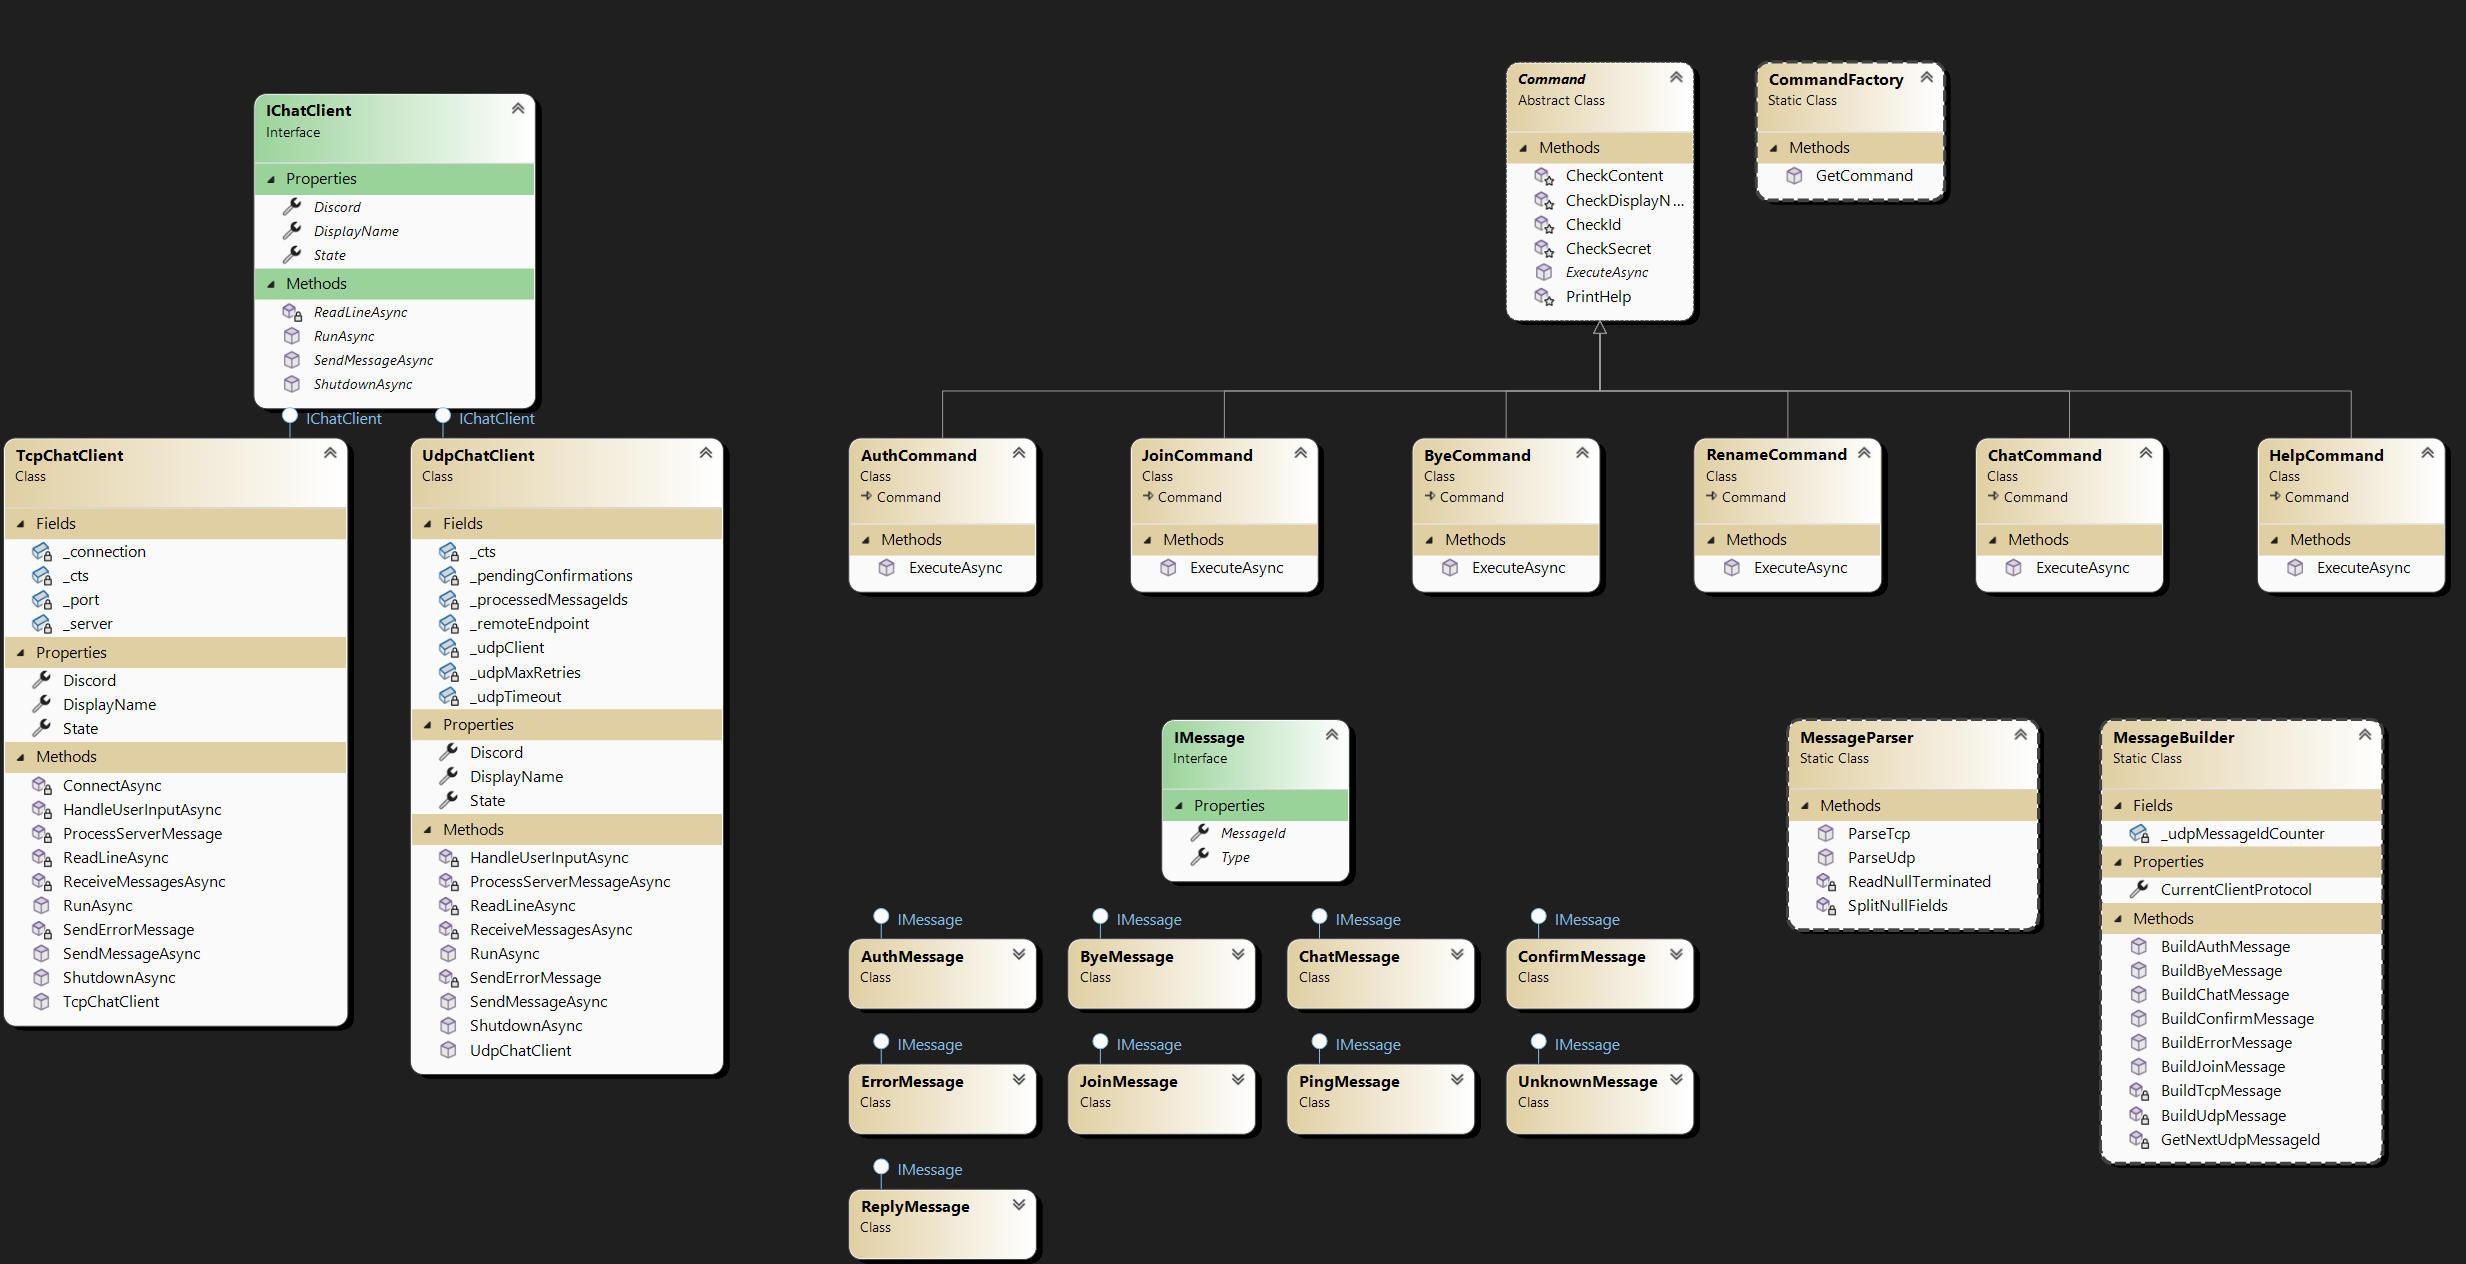 IChatClient
Interface
Properties
Discord
DisplayName
State
Methods
ReadLineAsync
RunAsync
SendMessageAsync
ShutdownAsync
IChatClient
IChatClient
TcpChatClient
Class
Fields
_connection
_cts
_port
_server
Properties
Discord
DisplayName
State
Methods
ConnectAsync
HandleUserInputAsync
ProcessServerMessage
ReadLineAsync
ReceiveMessagesAsync
RunAsync
SendErrorMessage
SendMessageAsync
ShutdownAsync
TcpChatClient
UdpChatClient
Class
Fields
_cts
_pendingConfirmations
_processedMessageIds
_remoteEndpoint
_udpClient
_udpMaxRetries
_udpTimeout
Properties
Discord
DisplayName
State
Methods
HandleUserInputAsync
ProcessServerMessageAsync
ReadLineAsync
ReceiveMessagesAsync
RunAsync
SendErrorMessage
SendMessageAsync
ShutdownAsync
UdpChatClient
Command
Abstract Class
Methods
CheckContent
CheckDisplayN...
CheckId
CheckSecret
ExecuteAsync
PrintHelp
CommandFactory
Static Class
Methods
GetCommand
AuthCommand
Class
Command
Methods
ExecuteAsync
JoinCommand
Class
Command
Methods
ExecuteAsync
ByeCommand
Class
Command
Methods
ExecuteAsync
RenameCommand
Class
Command
Methods
ExecuteAsync
ChatCommand
Class
Command
Methods
ExecuteAsync
HelpCommand
Class
Command
Methods
ExecuteAsync
IMessage
Interface
Properties
MessageId
Type
IMessage
AuthMessage
Class
IMessage
ByeMessage
Class
IMessage
ChatMessage
Class
IMessage
ConfirmMessage
Class
IMessage
ErrorMessage
Class
IMessage
JoinMessage
Class
IMessage
PingMessage
Class
IMessage
UnknownMessage
Class
IMessage
ReplyMessage
Class
MessageParser
Static Class
Methods
ParseTcp
ParseUdp
ReadNullTerminated
SplitNullFields
MessageBuilder
Static Class
Fields
_udpMessageIdCounter
Properties
CurrentClientProtocol
Methods
BuildAuthMessage
BuildByeMessage
BuildChatMessage
BuildConfirmMessage
BuildErrorMessage
BuildJoinMessage
BuildTcpMessage
BuildUdpMessage
GetNextUdpMessageId